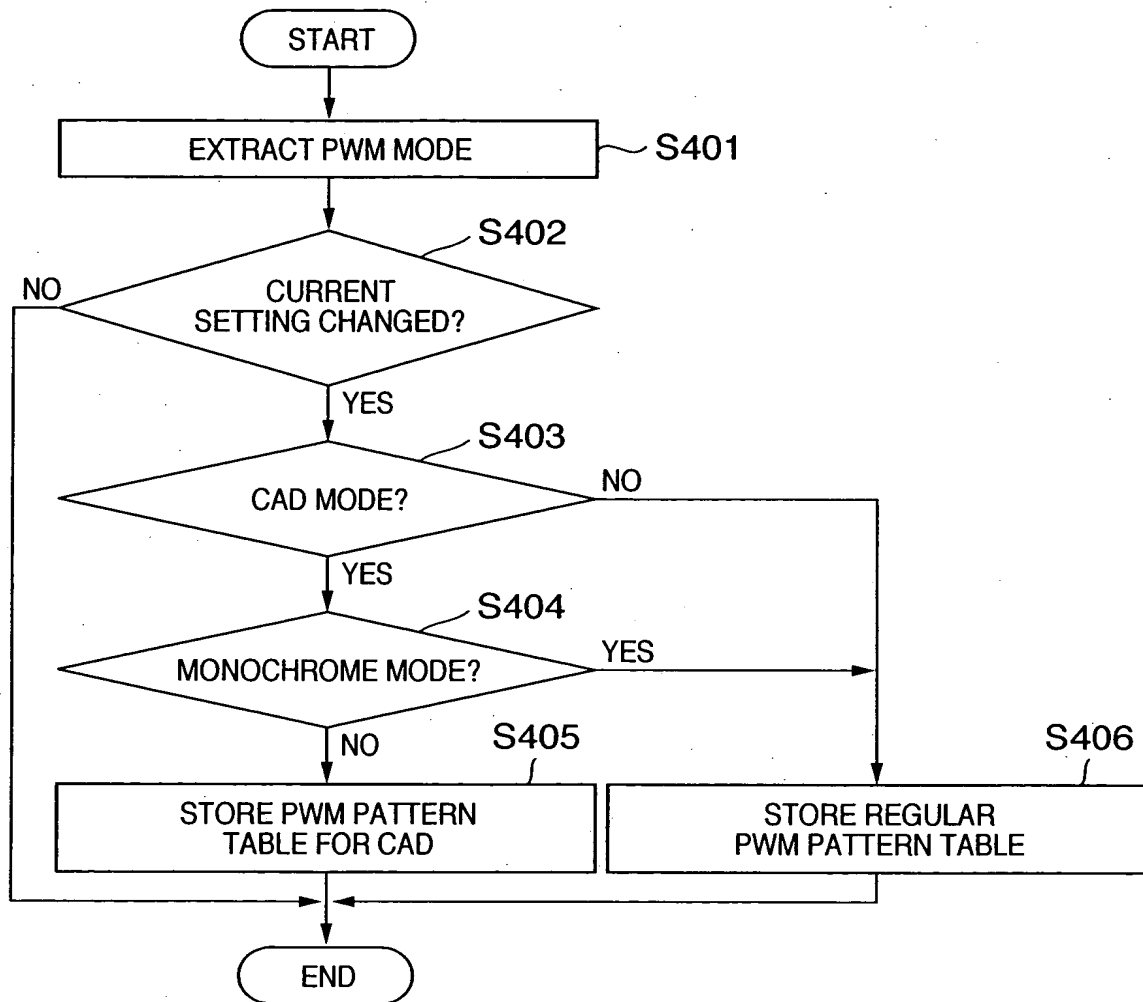 START
EXTRACT PWM MODE
S401
S402
NO
CURRENT
SETTING CHANGED?
YES
S403
NO
CAD MODE?
YES
S404
YES
MONOCHROME MODE?
NO
S405
S406
STORE PWM PATTERN
TABLE FOR CAD
STORE REGULAR
PWM PATTERN TABLE
END